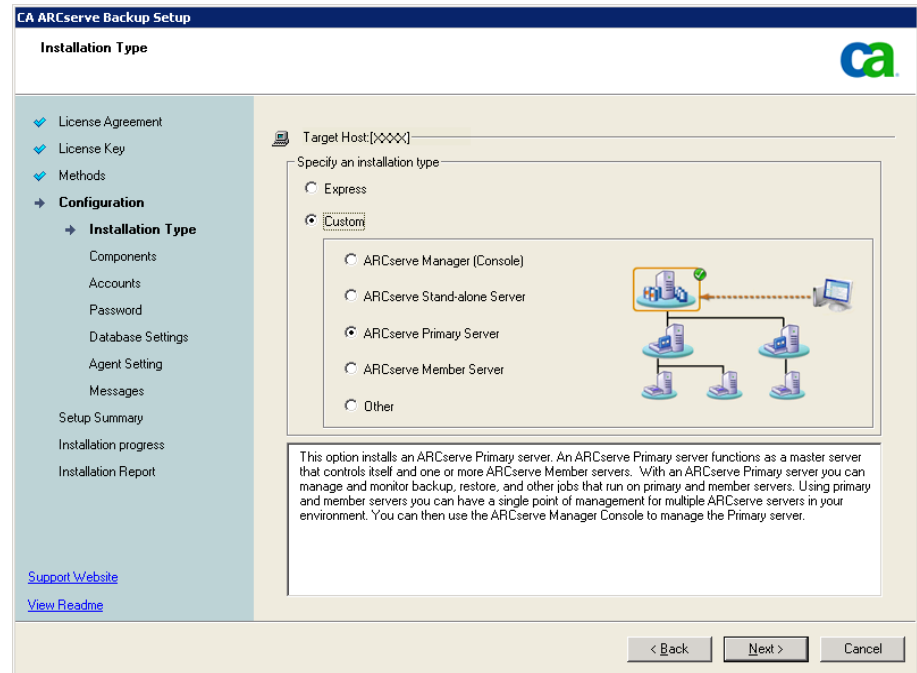 CA ARCserve Backup Setup
Installation Type
ca
License Agreement
License Key
Methods
Configuration
Installation Type
Components
Accounts
Password
Database Settings
Agent Setting
Messages
Setup Summary
Installation progress
Installation Report
Support Website
View Readme
Target Host:[XXXX]
Specify an installation type
Express
Custom
ARCserve Manager (Console)
ARCserve Stand-alone Server
ARCserve Primary Server
ARCserve Member Server
Other
This option installs an ARCserve Primary server. An ARCserve Primary server functions as a master server
that controls itself and one or more ARCserve Member servers.  With an ARCserve Primary server you can
manage and monitor backup, restore, and other jobs that run on primary and member servers. Using primary
and member servers you can have a single point of management for multiple ARCserve servers in your
environment. You can then use the ARCserve Manager Console to manage the Primary server.
< Back
Next >
Cancel